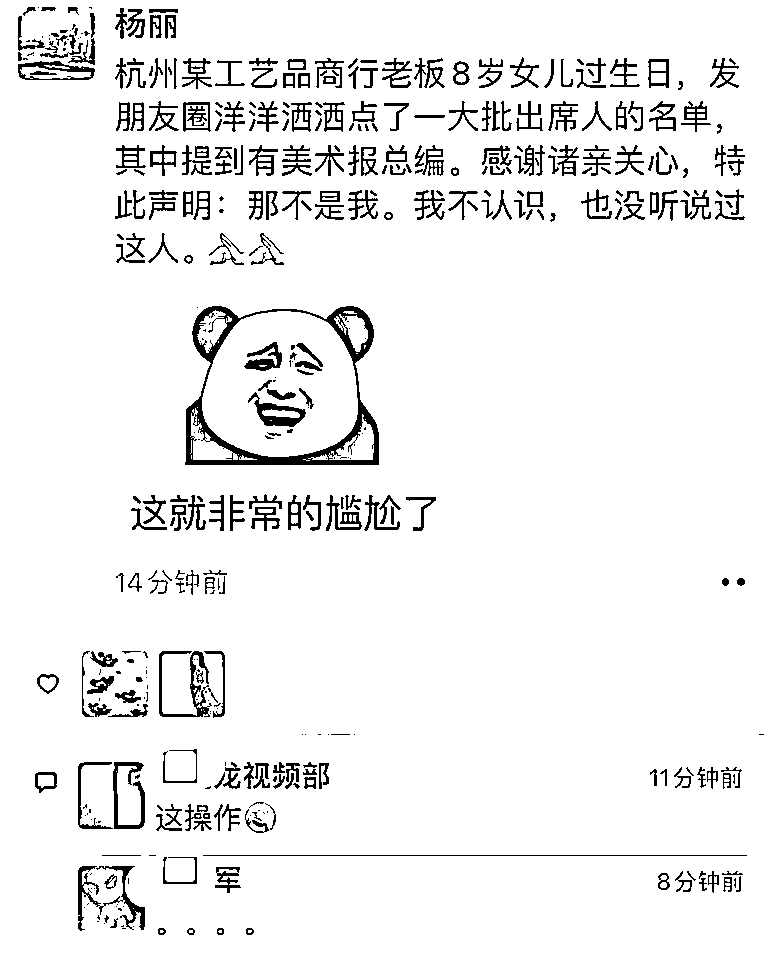 杨丽
杭州某工艺品商行老板8岁女儿过生日，发
朋友圈洋洋洒洒点了一大批出席人的名单，
其中提到有美术报总编。感谢诸亲关心，特
此声明：那不是我。我不认识，也没听说过
这人。🙏🙏
这就非常的尴尬了
14分钟前
龙视频部
11分钟前
这操作
军
8分钟前
。。。。